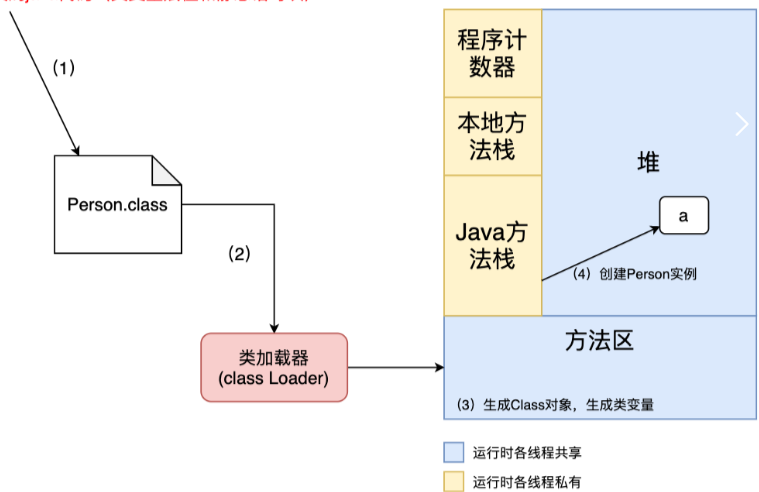 (1)
Person.class
(2)
类加载器
(class Loader)
程序计
数器
本地方
法栈
Java方
法栈
堆
a
(4) 创建Person实例
方法区
(3) 生成Class对象，生成类变量
运行时各线程共享
运行时各线程私有